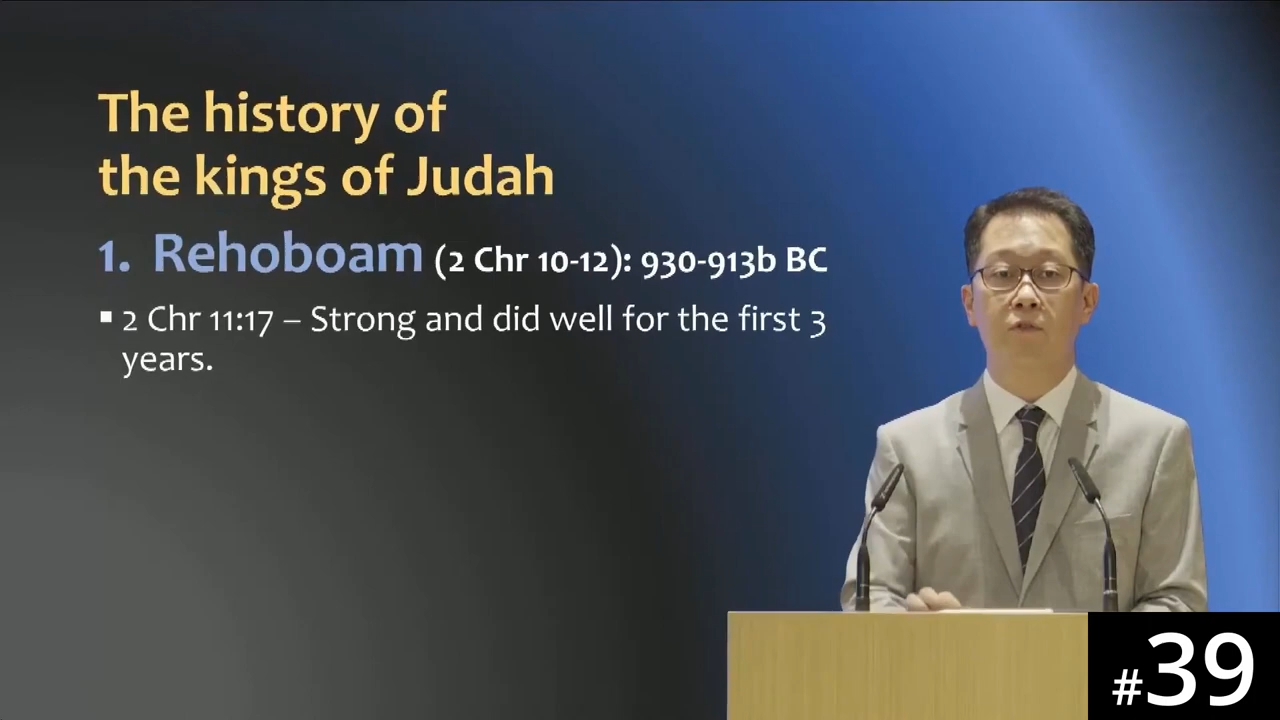 The history of
the kings of Judah
1. Rehoboam (2 Chr 10-12): 930-913b BC
▪ 2 Chr 11:17 – Strong and did well for the first 3
years.
#39